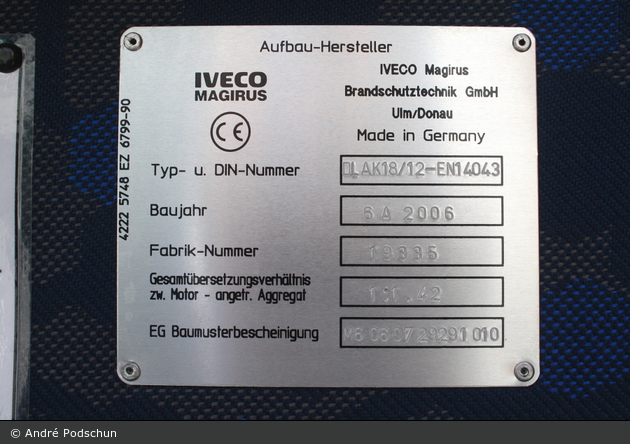 Aufbau-Hersteller
IVECO
MAGIRUS
IVECO Magirus
Brandschutztechnik GmbH
Ulm/Donau
Made in Germany
CE
Typ- u. DIN-Nummer DLAK18/12-EN14043
Baujahr 6A 2006
Fabrik-Nummer
Gesamtübersetzungsverhältnis
zw. Motor - angetr. Aggregat
EG Baumusterbescheinigung
4222 5748 EZ 6799-90
© André Podschun